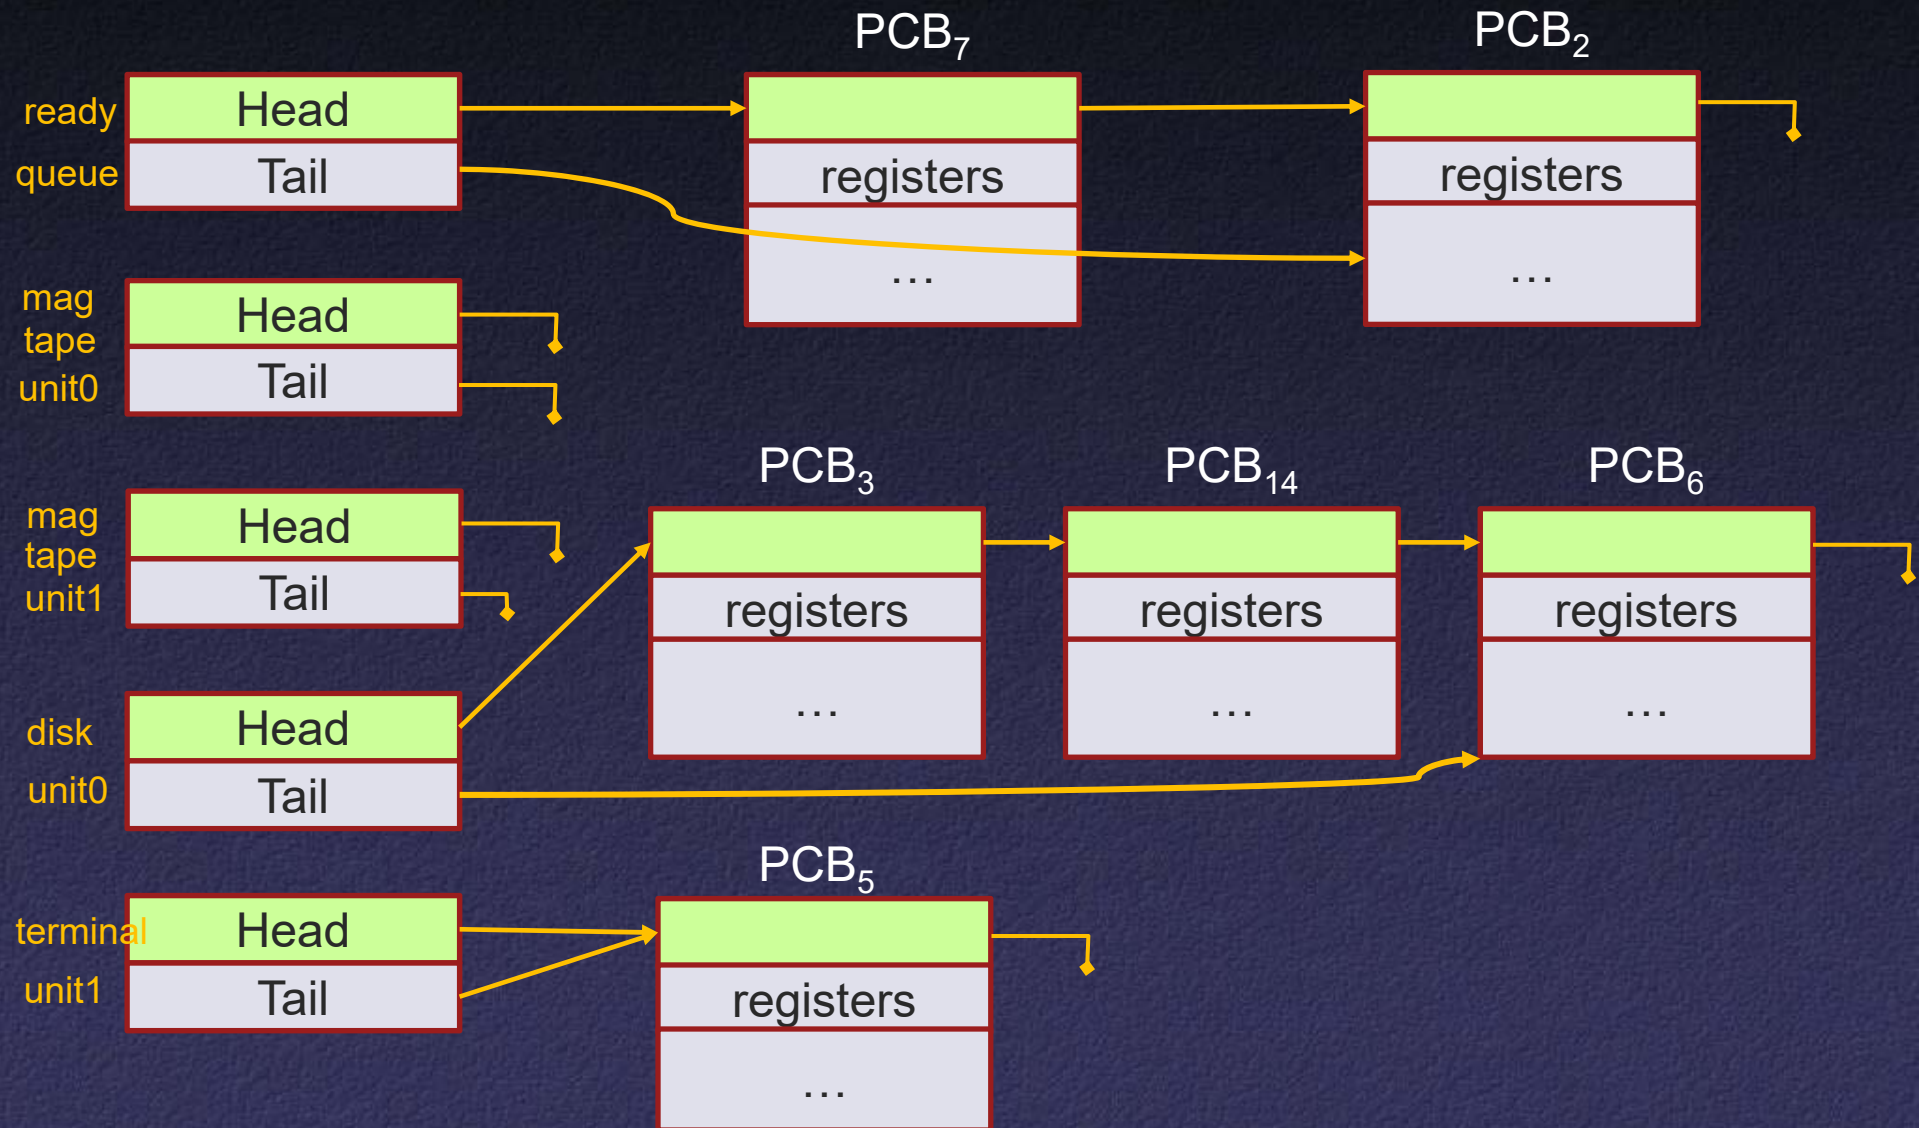 PCB₇
PCB₂
ready
Head
queue
Tail
registers
registers
…
…
mag
tape
unit0
Head
Tail
PCB₃
PCB₁₄
PCB₆
mag
tape
unit1
Head
Tail
registers
registers
registers
…
…
…
disk
Head
unit0
Tail
PCB₅
terminal
Head
unit1
Tail
registers
…